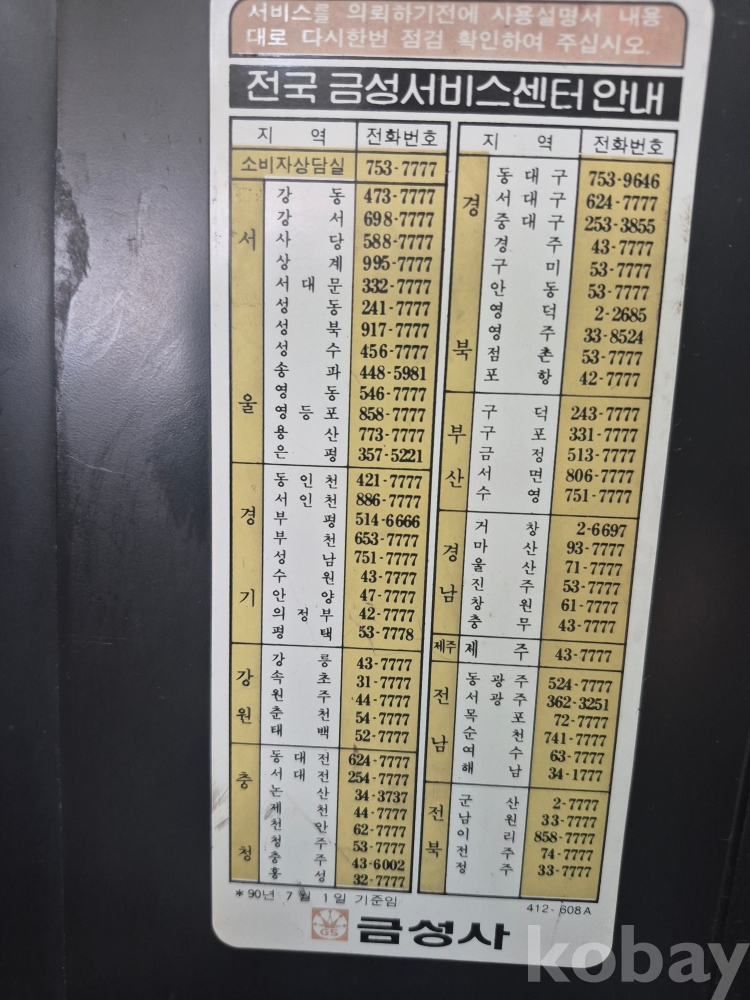 서비스를 의뢰하기전에 사용설명서 내용
대로 다시한번 점검 확인하여 주십시오.
전국 금성서비스센터 안내
지 역 전화번호
소비자상담실 753-7777
서울
강 동 473-7777
강 서 698-7777
사 당 588-7777
상 계 995-7777
서 대 문 332-7777
성 동 241-7777
성 북 917-7777
성 수 456-7777
송 파 448-5981
영 동 546-7777
영 등 포 858-7777
용 산 773-7777
은 평 357-5221
경기
동 인 천 421-7777
서 인 천 886-7777
부 평 514-6666
부 천 653-7777
성 남 751-7777
수 원 43-7777
안 양 47-7777
의 정 부 42-7777
평 택 53-7778
강원
강 릉 43-7777
속 초 31-7777
원 주 44-7777
춘 천 54-7777
태 백 52-7777
충청
동 대 전 624-7777
서 대 전 254-7777
논 산 34-3737
제 천 44-7777
천 안 62-7777
청 주 53-7777
충 주 43-6002
홍 성 32-7777
*90년 7월 1일 기준임
지 역 전화번호
경북
동 대 구 753-9646
서 대 구 624-7777
중 대 구 253-3855
경 주 43-7777
구 미 53-7777
안 동 53-7777
영 덕 2-2685
영 주 33-8524
점 촌 53-7777
포 항 42-7777
부산
구 덕 243-7777
구 포 331-7777
금 정 513-7777
서 면 806-7777
수 영 751-7777
경남
거 창 2-6697
마 산 93-7777
울 산 71-7777
진 주 53-7777
창 원 61-7777
충 무 43-7777
제주 제 주 43-7777
전남
동 광 주 524-7777
서 광 주 362-3251
목 포 72-7777
순 천 741-7777
여 수 63-7777
해 남 34-1777
전북
군 산 2-7777
남 원 33-7777
이 리 858-7777
전 주 74-7777
정 주 33-7777
412-608A
GS 금성사
kobay